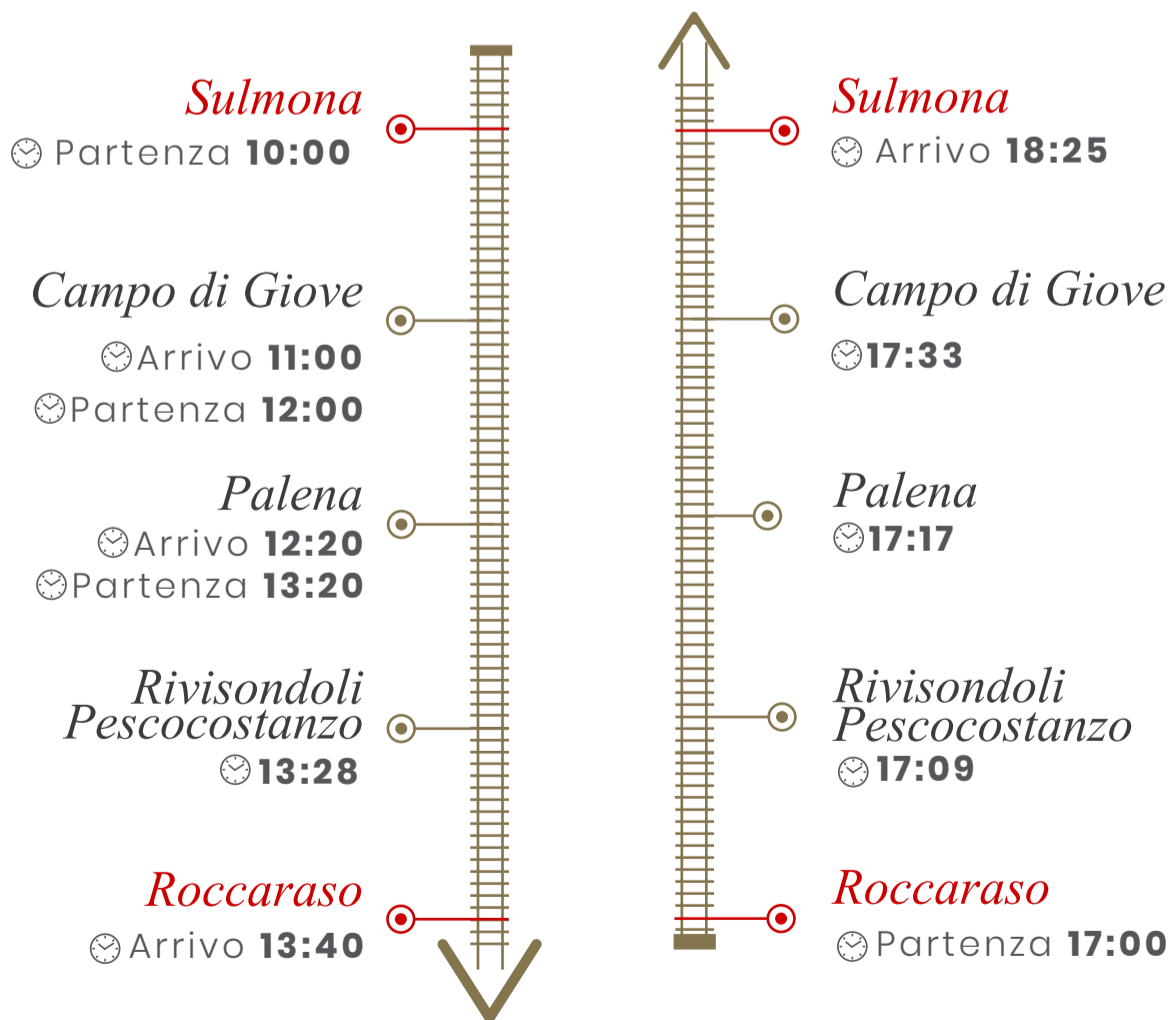 Sulmona
Partenza 10:00
Campo di Giove
Arrivo 11:00
Partenza 12:00
Palena
Arrivo 12:20
Partenza 13:20
Rivisondoli
Pescocostanzo
13:28
Roccaraso
Arrivo 13:40
Sulmona
Arrivo 18:25
Campo di Giove
17:33
Palena
17:17
Rivisondoli
Pescocostanzo
17:09
Roccaraso
Partenza 17:00